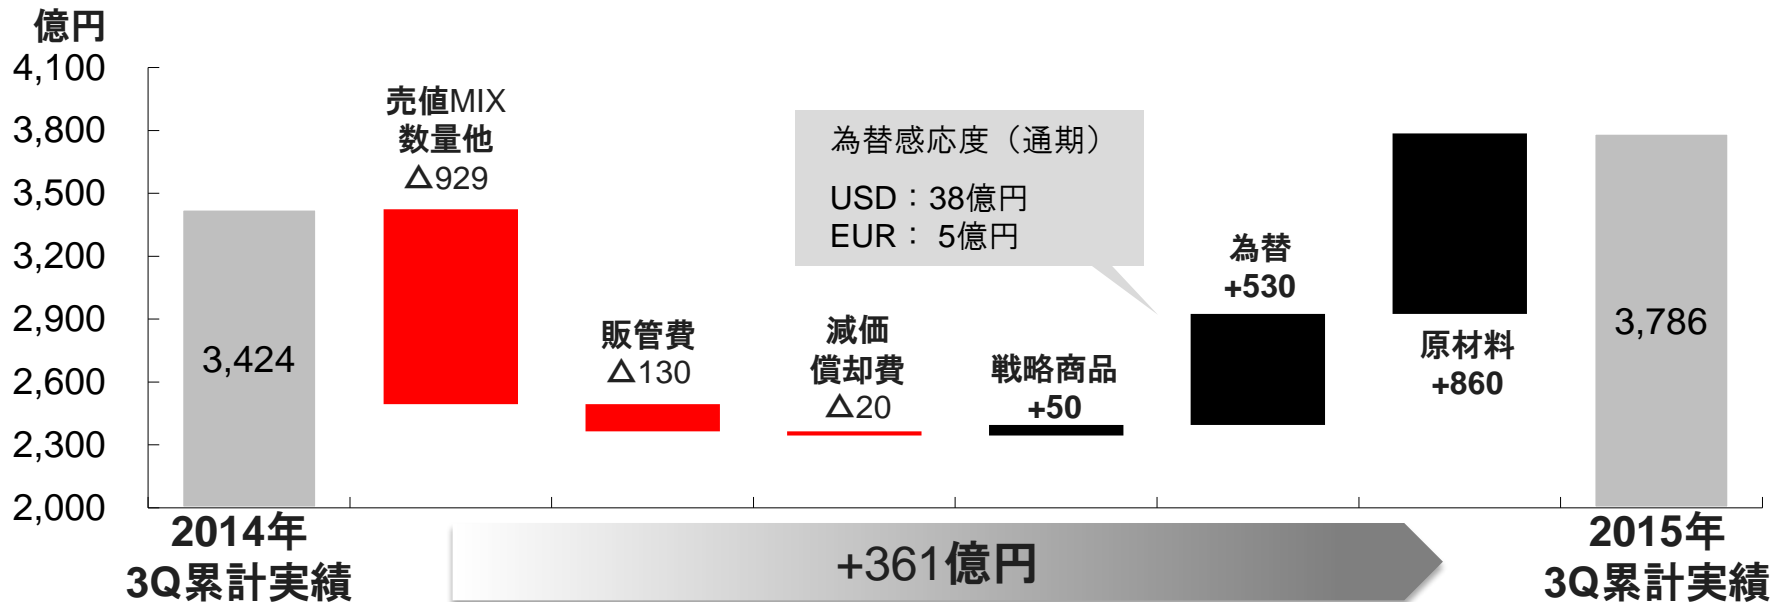 億円
4,100
3,800
3,500
3,200
2,900
2,600
2,300
2,000
3,424
売値MIX
数量他
△929
販管費
△130
減価
償却費
△20
戦略商品
+50
為替感応度（通期）
USD：38億円
EUR： 5億円
為替
+530
原材料
+860
3,786
2014年
3Q累計実績
+361億円
2015年
3Q累計実績